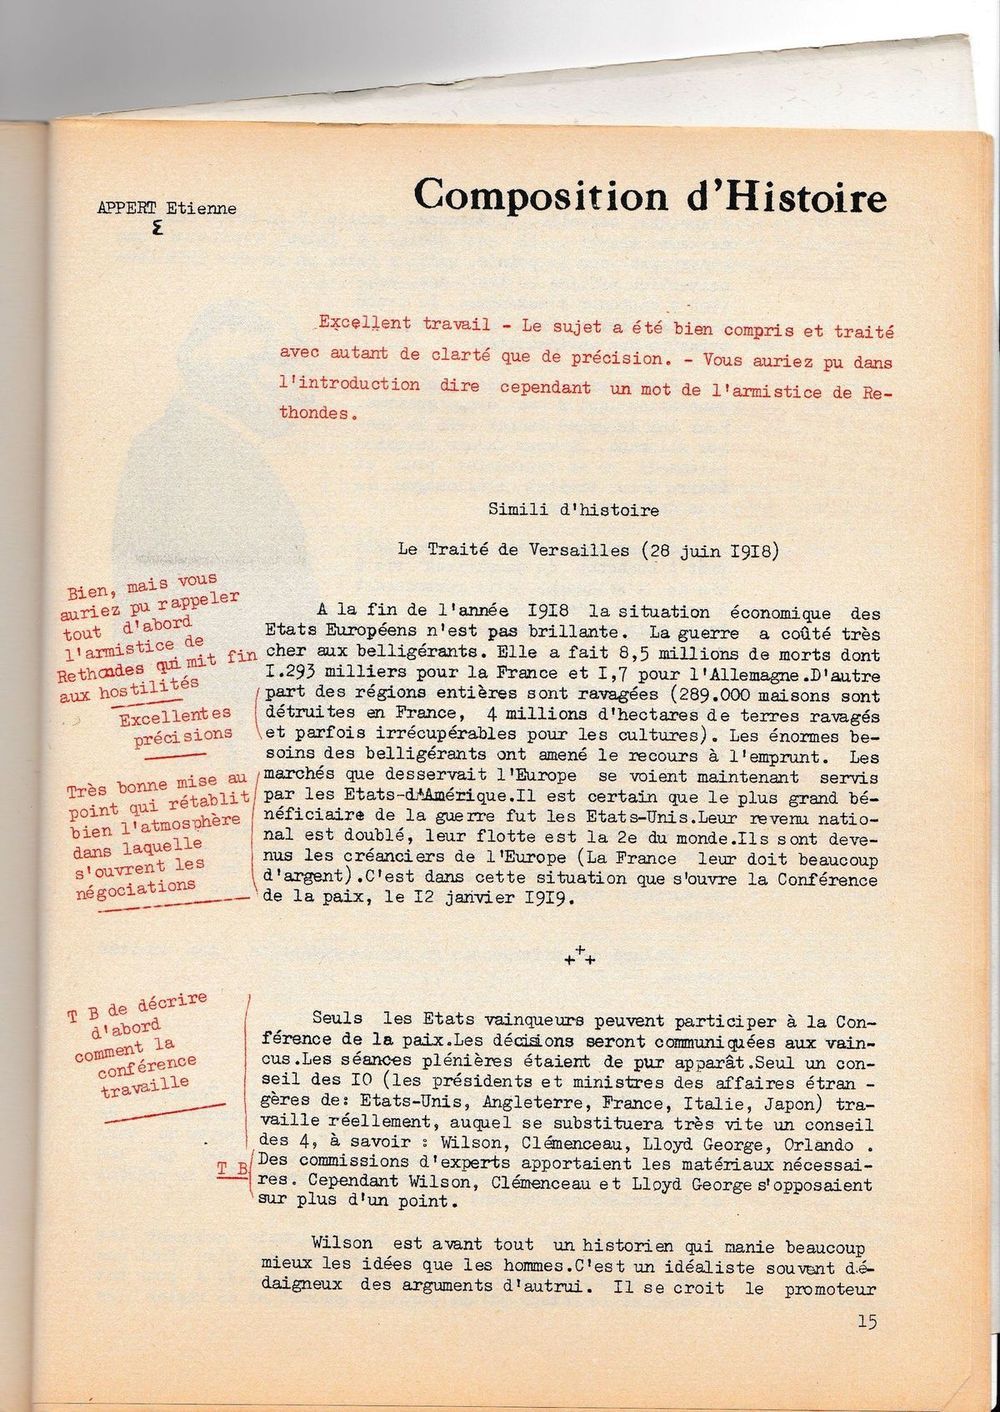 APPERT Etienne
Σ
Composition d'Histoire
Excellent travail - Le sujet a été bien compris et traité
avec autant de clarté que de précision. - Vous auriez pu dans
l'introduction dire cependant un mot de l'armistice de Re-
thondes.
Simili d'histoire
Le Traité de Versailles (28 juin I9I8)
Bien, mais vous
auriez pu rappeler
tout d'abord
l'armistice de
Rethondes qui mit fin
aux hostilités
Excellentes
précisions
Très bonne mise au
point qui rétablit
bien l'atmosphère
dans laquelle
s'ouvrent les
négociations
A la fin de l'année I9I8 la situation économique des
Etats Européens n'est pas brillante. La guerre a coûté très
cher aux belligérants. Elle a fait 8,5 millions de morts dont
I.293 milliers pour la France et I,7 pour l'Allemagne.D'autre
part des régions entières sont ravagées (289.000 maisons sont
détruites en France, 4 millions d'hectares de terres ravagés
et parfois irrécupérables pour les cultures). Les énormes be-
soins des belligérants ont amené le recours à l'emprunt. Les
marchés que desservait l'Europe se voient maintenant servis
par les Etats-d'Amérique.Il est certain que le plus grand bé-
néficiaire de la guerre fut les Etats-Unis.Leur revenu natio-
nal est doublé, leur flotte est la 2e du monde.Ils sont deve-
nus les créanciers de l'Europe (La France leur doit beaucoup
d'argent).C'est dans cette situation que s'ouvre la Conférence
de la paix, le I2 janvier I9I9.
+++
T B de décrire
d'abord
comment la
conférence
travaille
T B
Seuls les Etats vainqueurs peuvent participer à la Con-
férence de la paix.Les décisions seront communiquées aux vain-
cus.Les séances plénières étaient de pur apparât.Seul un con-
seil des IO (les présidents et ministres des affaires étran -
gères de: Etats-Unis, Angleterre, France, Italie, Japon) tra-
vaille réellement, auquel se substituera très vite un conseil
des 4, à savoir : Wilson, Clémenceau, Lloyd George, Orlando .
Des commissions d'experts apportaient les matériaux nécessai-
res. Cependant Wilson, Clémenceau et Lloyd George s'opposaient
sur plus d'un point.
Wilson est avant tout un historien qui manie beaucoup
mieux les idées que les hommes.C'est un idéaliste souvent dé-
daigneux des arguments d'autrui. Il se croit le promoteur
15